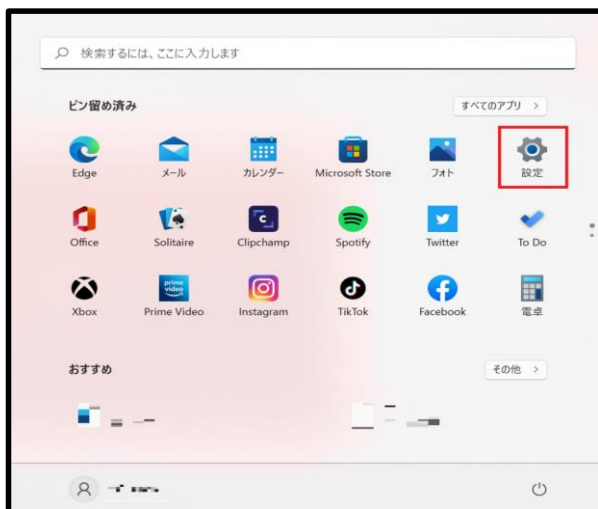 検索するには、ここに入力します
ピン留め済み
すべてのアプリ >
Edge メール カレンダー Microsoft Store フォト 設定
Office Solitaire Clipchamp Spotify Twitter To Do
prime video
Xbox Prime Video Instagram TikTok Facebook 電卓
おすすめ
その他 >